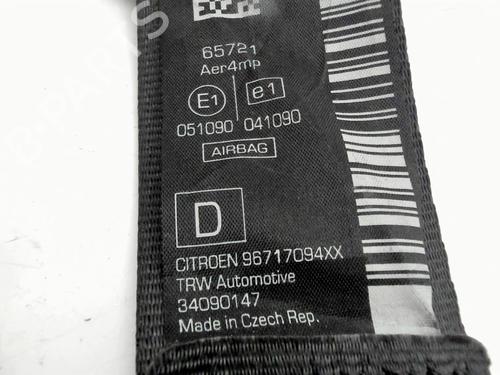 65721
Aer4mp
E1 e1
051090 041090
AIRBAG
D
CITROEN 96717094XX
TRW Automotive
34090147
Made in Czech Rep.